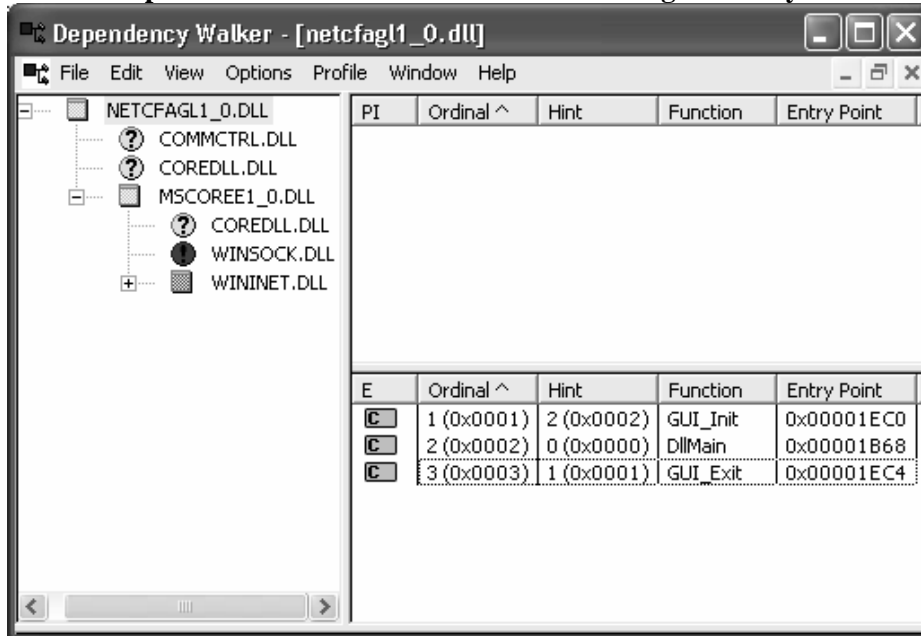 Dependency Walker - [netcfagl1_0.dll]
File Edit View Options Profile Window Help
NETCFAGL1_0.DLL
COMMCTRL.DLL
COREDLL.DLL
MSCOREE1_0.DLL
COREDLL.DLL
WINSOCK.DLL
WININET.DLL
PI Ordinal ^ Hint Function Entry Point
E Ordinal ^ Hint Function Entry Point
C 1 (0x0001) 2 (0x0002) GUI_Init 0x00001EC0
C 2 (0x0002) 0 (0x0000) DllMain 0x00001B68
C 3 (0x0003) 1 (0x0001) GUI_Exit 0x00001EC4